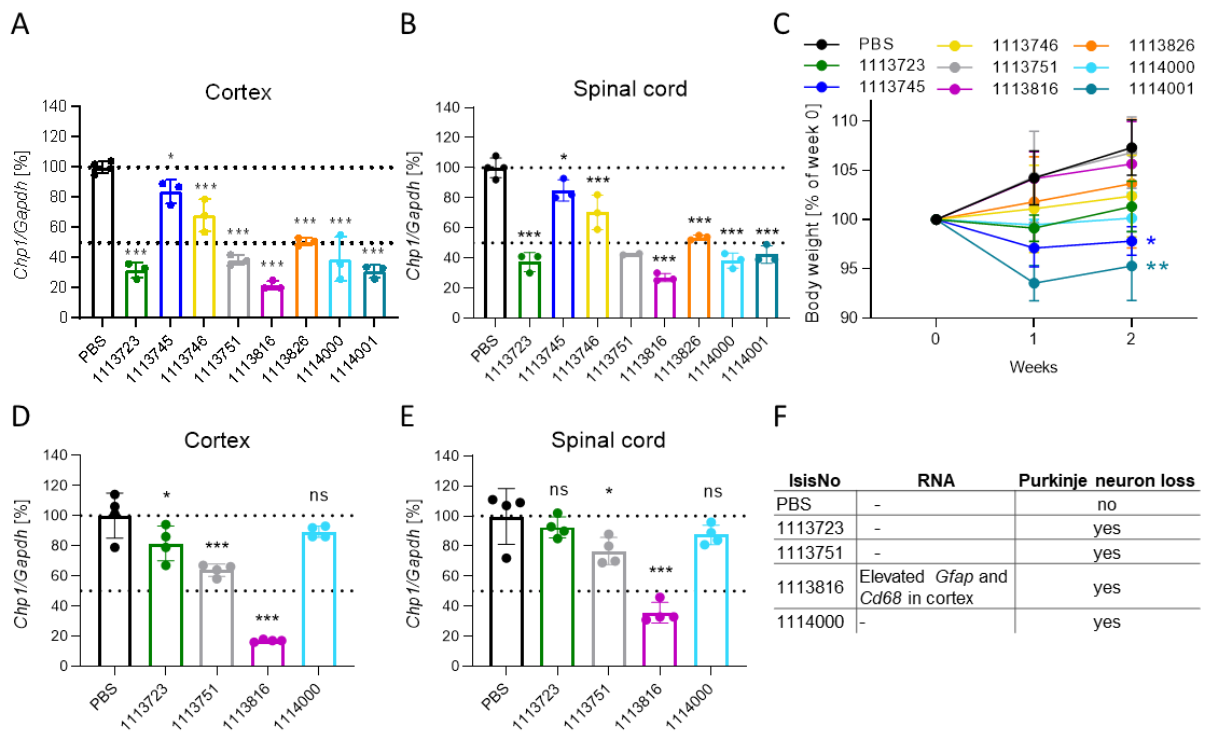 A
Cortex
Chp1/Gapdh [%]
140
120
100
80
60
40
20
0
*
***
***
***
***
***
***
***
PBS
1113723
1113745
1113746
1113751
1113816
1113826
1114000
1114001
B
Spinal cord
Chp1/Gapdh [%]
140
120
100
80
60
40
20
0
***
*
***
***
***
***
***
PBS
1113723
1113745
1113746
1113751
1113816
1113826
1114000
1114001
C
PBS 1113746 1113826
1113723 1113751 1114000
1113745 1113816 1114001
Body weight [% of week 0]
110
105
100
95
90
*
**
0 1 2
Weeks
D
Cortex
Chp1/Gapdh [%]
140
120
100
80
60
40
20
0
*
***
***
ns
PBS
1113723
1113751
1113816
1114000
E
Spinal cord
Chp1/Gapdh [%]
140
120
100
80
60
40
20
0
ns
*
***
ns
PBS
1113723
1113751
1113816
1114000
F
IsisNo RNA Purkinje neuron loss
PBS - no
1113723 - yes
1113751 - yes
1113816 Elevated Gfap and
Cd68 in cortex yes
1114000 - yes